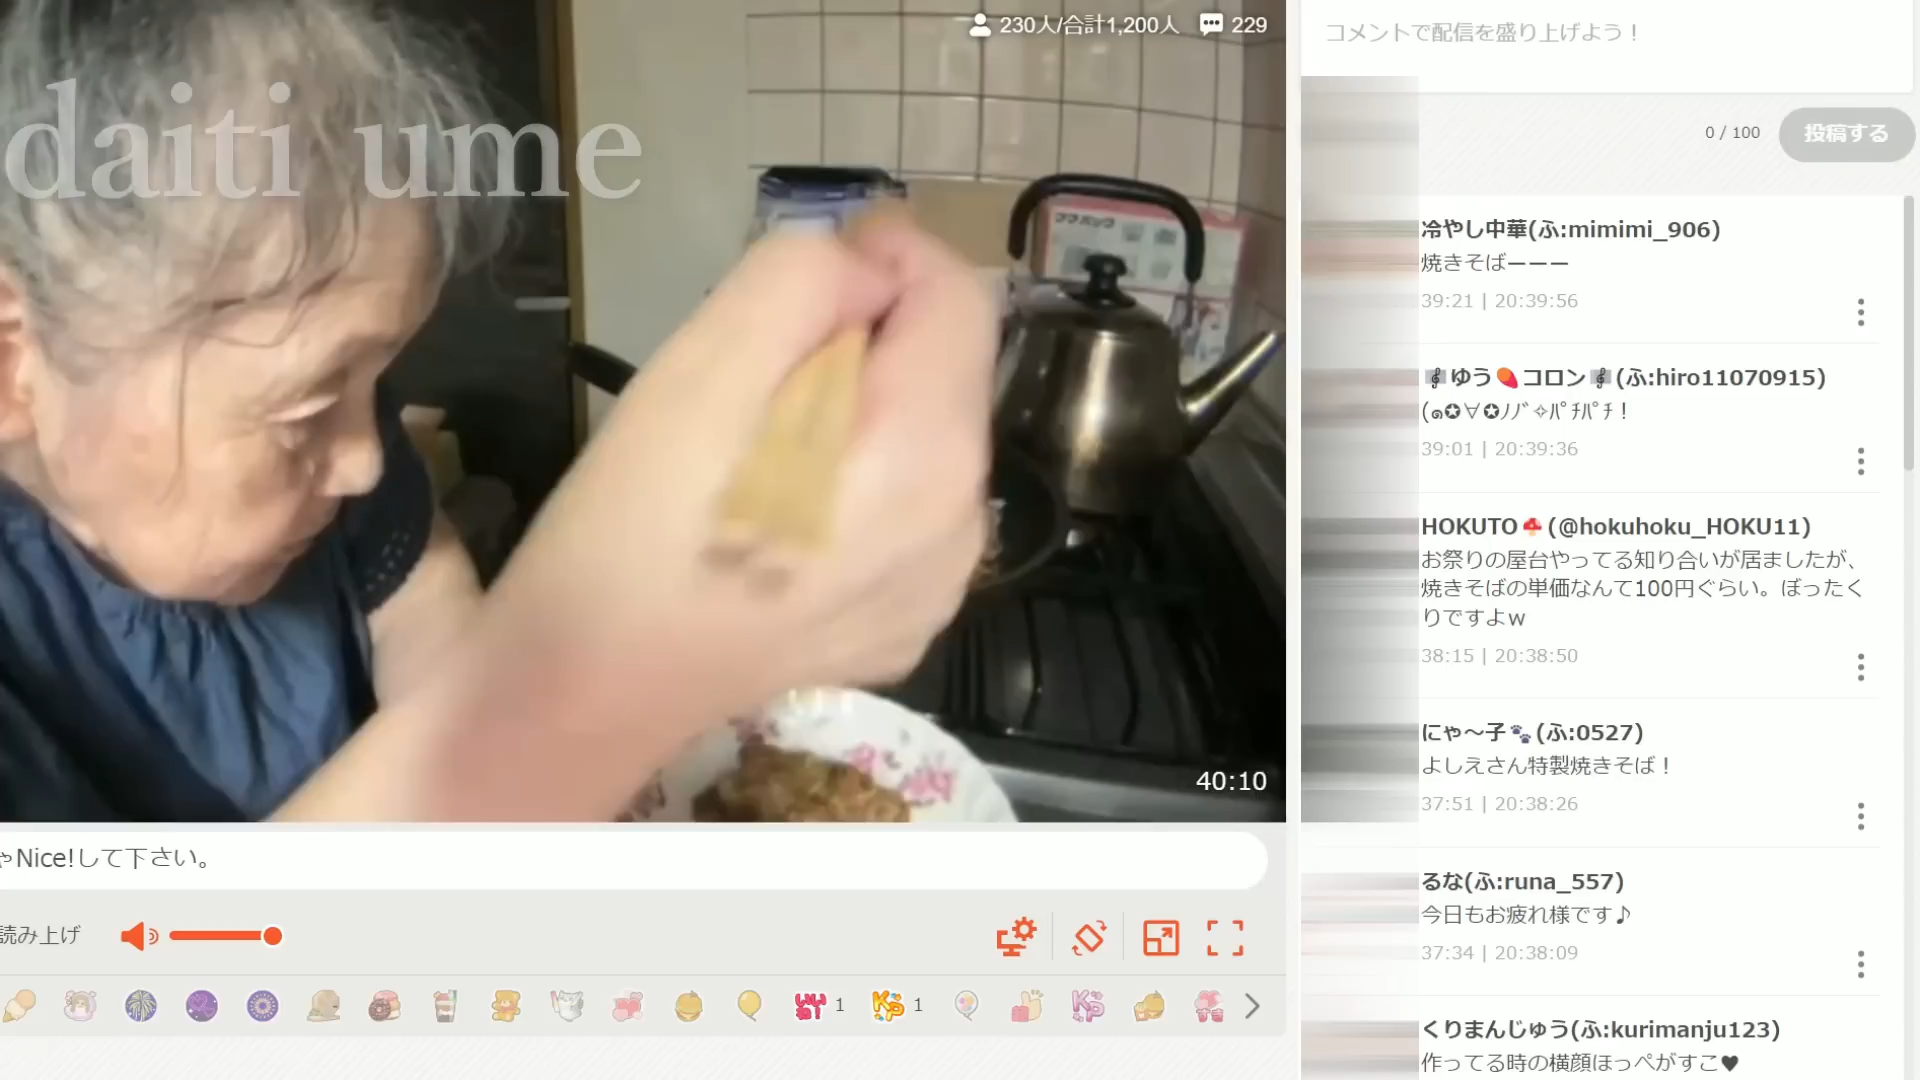 230人/合計1,200人 229
daiti ume
ママパック
40:10
ゃNice!して下さい。
読み上げ
1
1
コメントで配信を盛り上げよう！
0 / 100 投稿する
冷やし中華(ふ:mimimi_906)
焼きそばーーー
39:21 | 20:39:56
🎼ゆう💊コロン🎼(ふ:hiro11070915)
(๑✪∀✪ﾉﾉﾞ✧ﾊﾟﾁﾊﾟﾁ！
39:01 | 20:39:36
HOKUTO🍄(@hokuhoku_HOKU11)
お祭りの屋台やってる知り合いが居ましたが、
焼きそばの単価なんて100円ぐらい。ぼったく
りですよw
38:15 | 20:38:50
にゃ〜子🐾(ふ:0527)
よしえさん特製焼きそば！
37:51 | 20:38:26
るな(ふ:runa_557)
今日もお疲れ様です♪
37:34 | 20:38:09
くりまんじゅう(ふ:kurimanju123)
作ってる時の横顔ほっぺがすこ♥